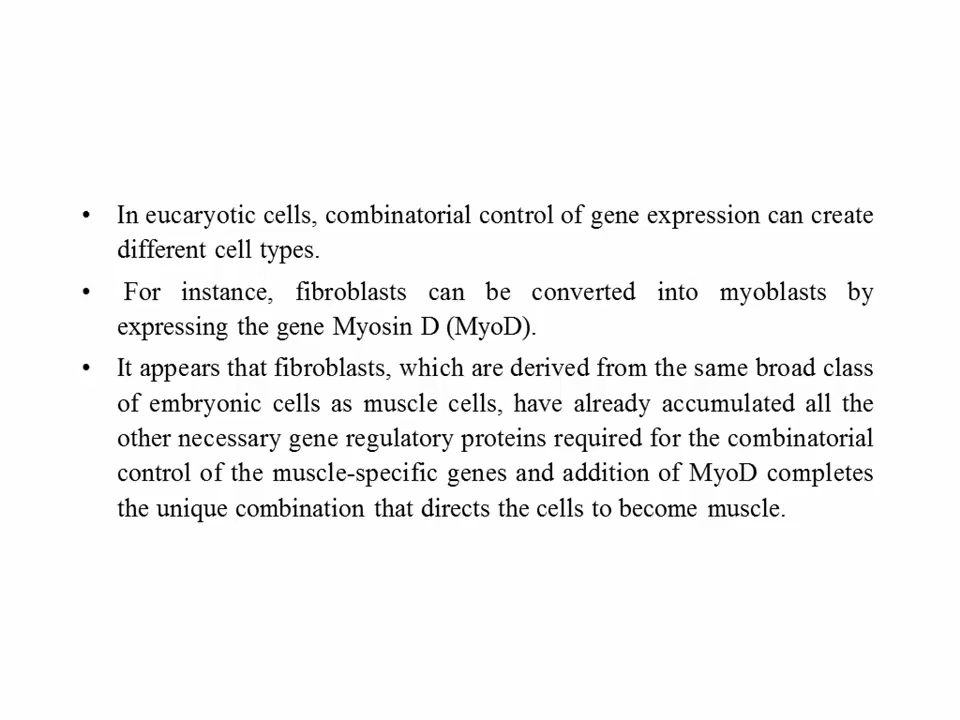 • In eucaryotic cells, combinatorial control of gene expression can create
different cell types.
• For instance, fibroblasts can be converted into myoblasts by
expressing the gene Myosin D (MyoD).
• It appears that fibroblasts, which are derived from the same broad class
of embryonic cells as muscle cells, have already accumulated all the
other necessary gene regulatory proteins required for the combinatorial
control of the muscle-specific genes and addition of MyoD completes
the unique combination that directs the cells to become muscle.